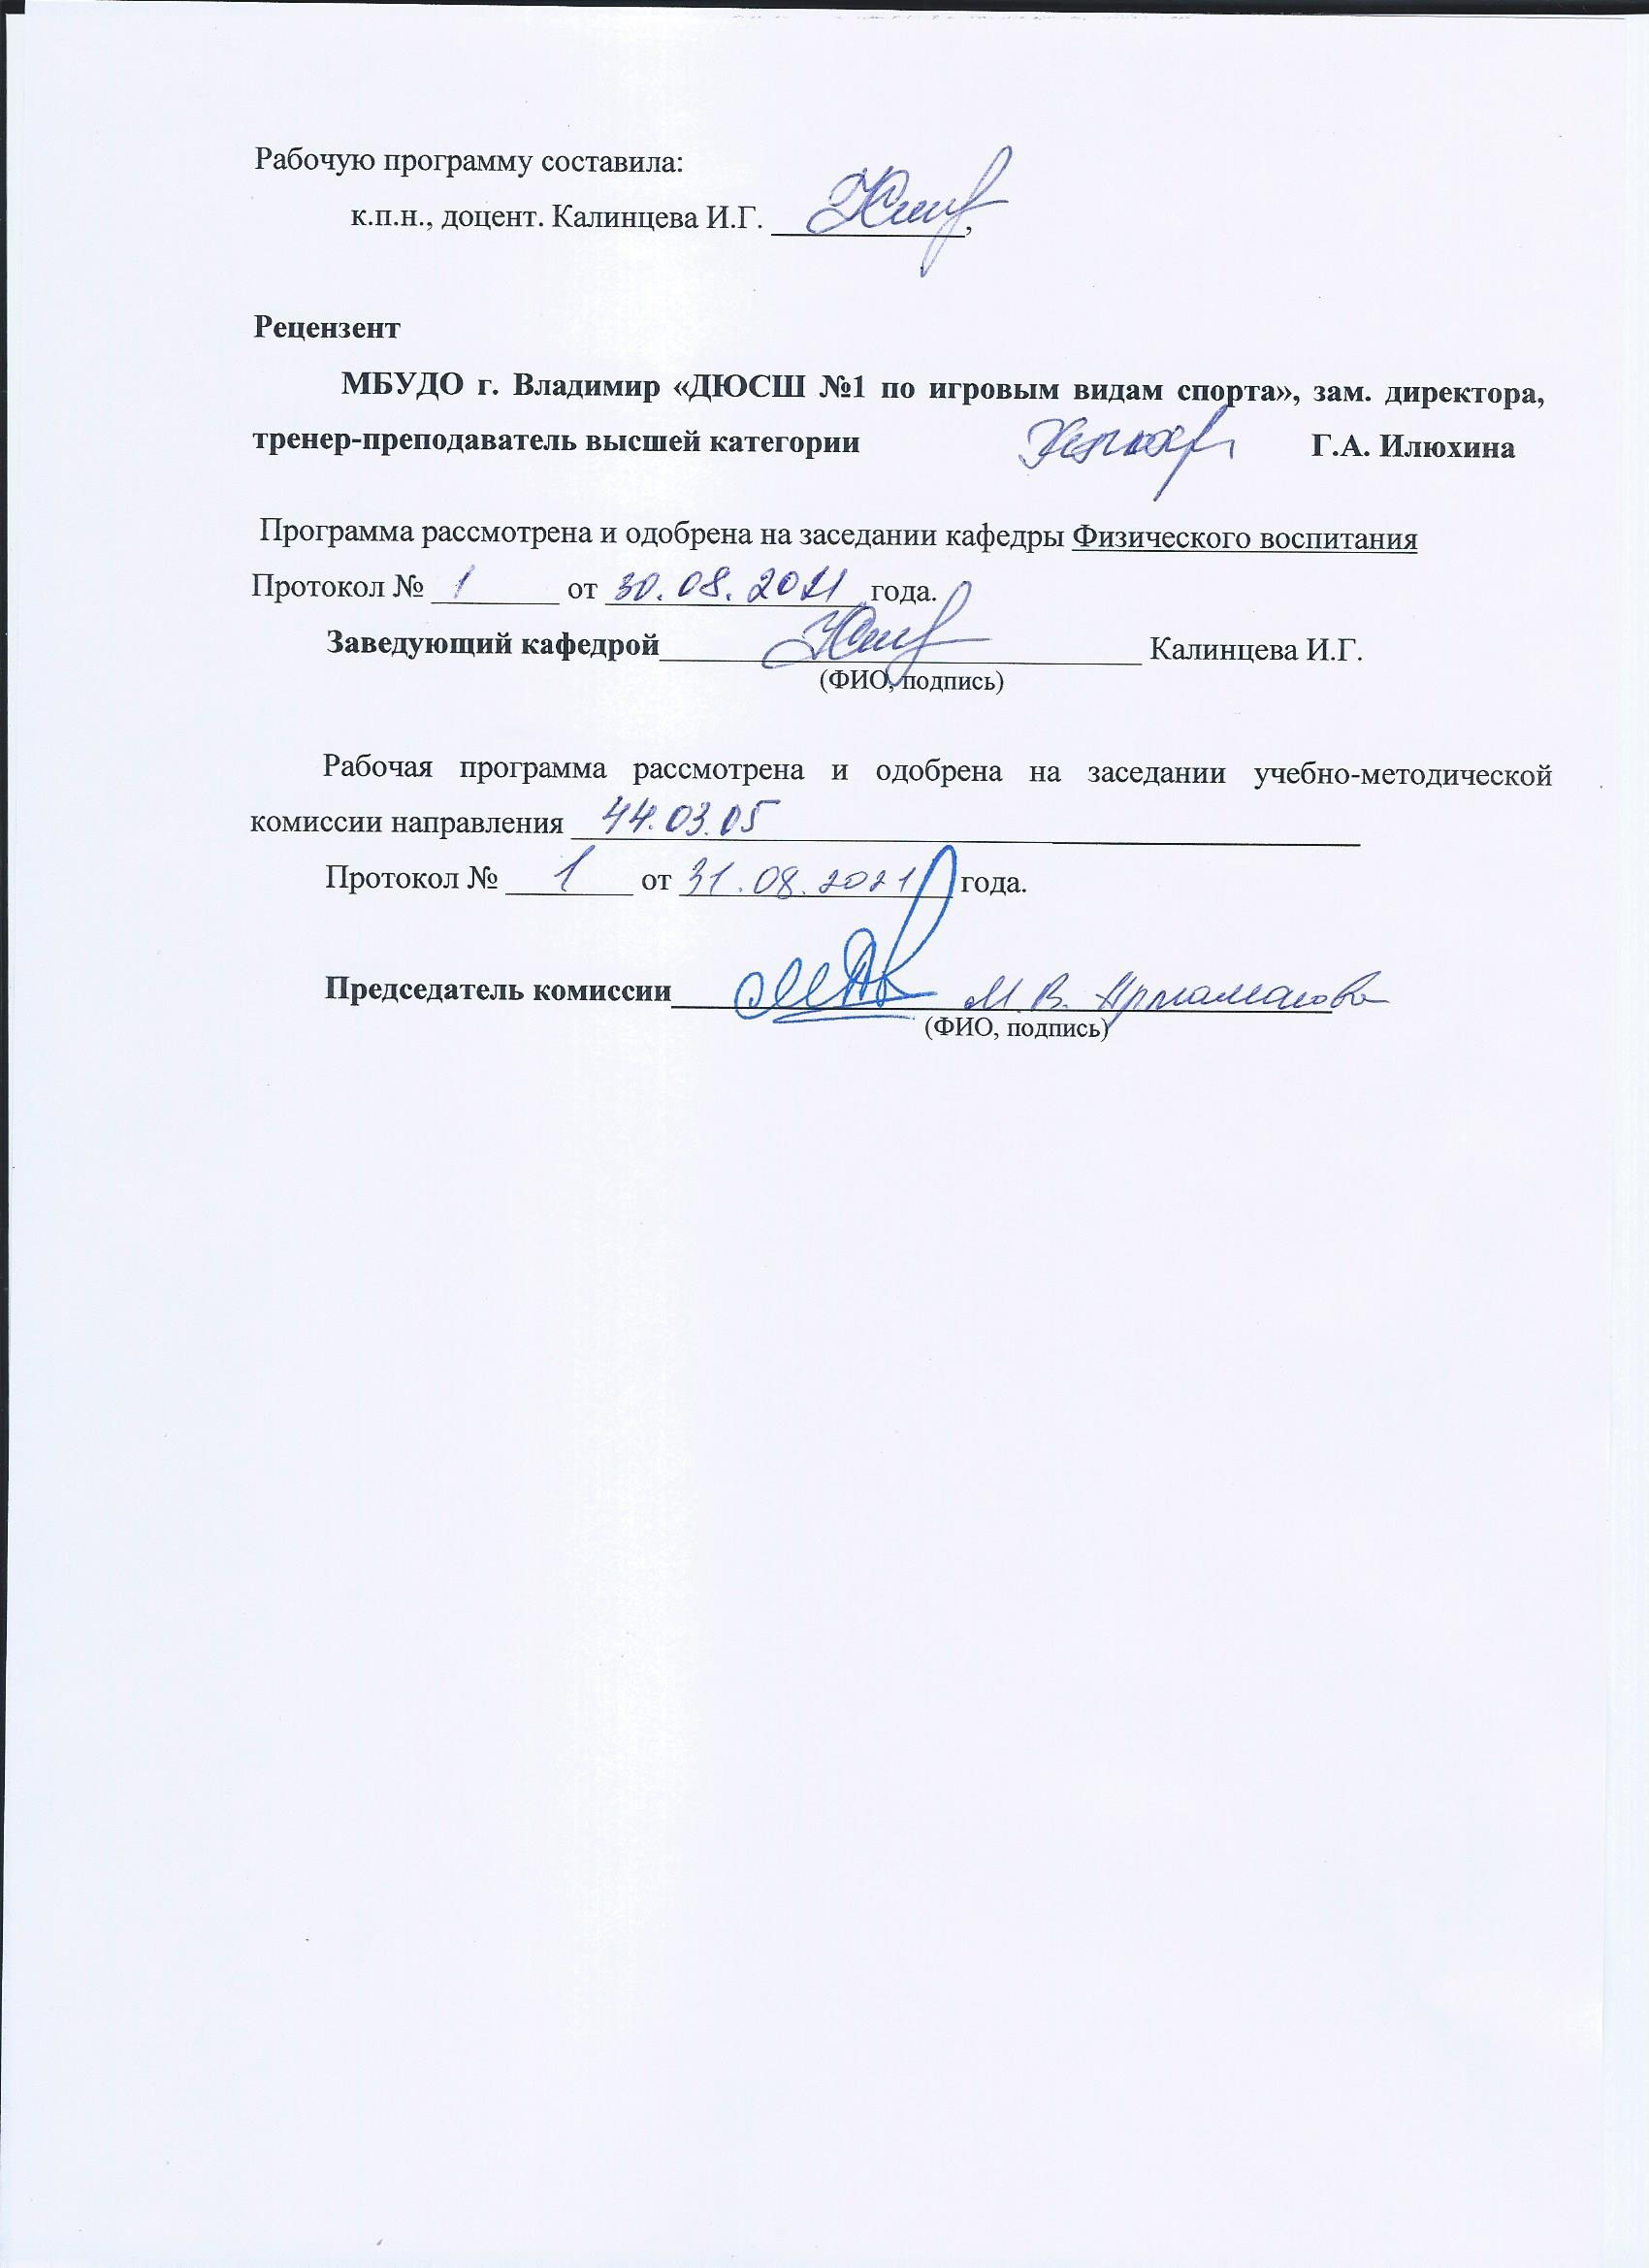 Рабочую программу составила:
к.п.н., доцент. Калинцева И.Г. ____________,
Рецензент
МБУДО г. Владимир «ДЮСШ №1 по игровым видам спорта», зам. директора,
тренер-преподаватель высшей категории Г.А. Илюхина
Программа рассмотрена и одобрена на заседании кафедры Физического воспитания
Протокол № 1 от 30.08.2021 года.
Заведующий кафедрой______________________________ Калинцева И.Г.
(ФИО, подпись)
Рабочая программа рассмотрена и одобрена на заседании учебно-методической
комиссии направления 44.03.05
Протокол № 1 от 31.08.2021 года.
Председатель комиссии М.В. Артамонова
(ФИО, подпись)